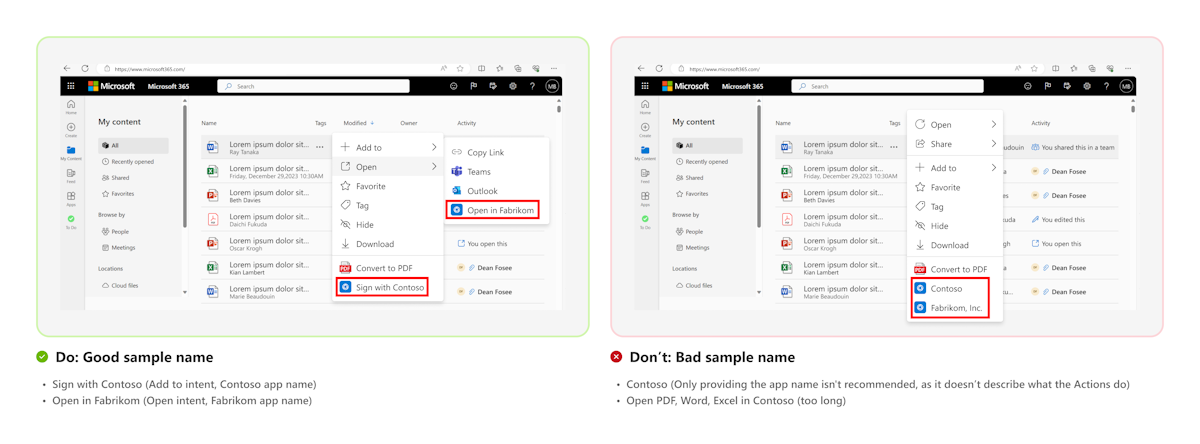 https://www.microsoft365.com/
Microsoft Microsoft 365 Search ? MB
Home
Create
My Content
Feed
Apps
To Do
My content
All
Recently opened
Shared
Favorites
Browse by
People
Meetings
Locations
Cloud files
Name Tags Modified Owner Activity
Lorem ipsum dolor sit...
Ray Tanaka
Lorem ipsum dolor sit...
Friday, December 29,2023 10:30AM
Lorem ipsum dolor sit...
Beth Davies
Lorem ipsum dolor sit...
Daichi Fukuda
Lorem ipsum dolor sit...
Oscar Krogh
Lorem ipsum dolor sit...
Kian Lambert
Lorem ipsum dolor sit...
Marie Beaudouin
Add to
Open
Favorite
Tag
Hide
Download
PDF Convert to PDF
Sign with Contoso
Copy Link
Teams
Outlook
Open in Fabrikom
You open this
Dean Fosee
Dean Fosee
https://www.microsoft365.com/
Microsoft Microsoft 365 Search ? MB
Home
Create
My Content
Feed
Apps
To Do
My content
All
Recently opened
Shared
Favorites
Browse by
People
Meetings
Locations
Cloud files
Name Tags Activity
Lorem ipsum dolor sit...
Ray Tanaka
Lorem ipsum dolor sit...
Friday, December 29,2023 10:30AM
Lorem ipsum dolor sit...
Beth Davies
Lorem ipsum dolor sit...
Daichi Fukuda
Lorem ipsum dolor sit...
Oscar Krogh
Lorem ipsum dolor sit...
Kian Lambert
Lorem ipsum dolor sit...
Marie Beaudouin
Open
Share
Add to
Favorite
Tag
Hide
Download
PDF Convert to PDF
Contoso
Fabrikom, Inc.
audouin You shared this in a team
Dean Fosee
Dean Fosee
You edited this
You open this
Dean Fosee
Dean Fosee
Do: Good sample name
• Sign with Contoso (Add to intent, Contoso app name)
• Open in Fabrikom (Open intent, Fabrikom app name)
Don't: Bad sample name
• Contoso (Only providing the app name isn't recommended, as it doesn't describe what the Actions do)
• Open PDF, Word, Excel in Contoso (too long)